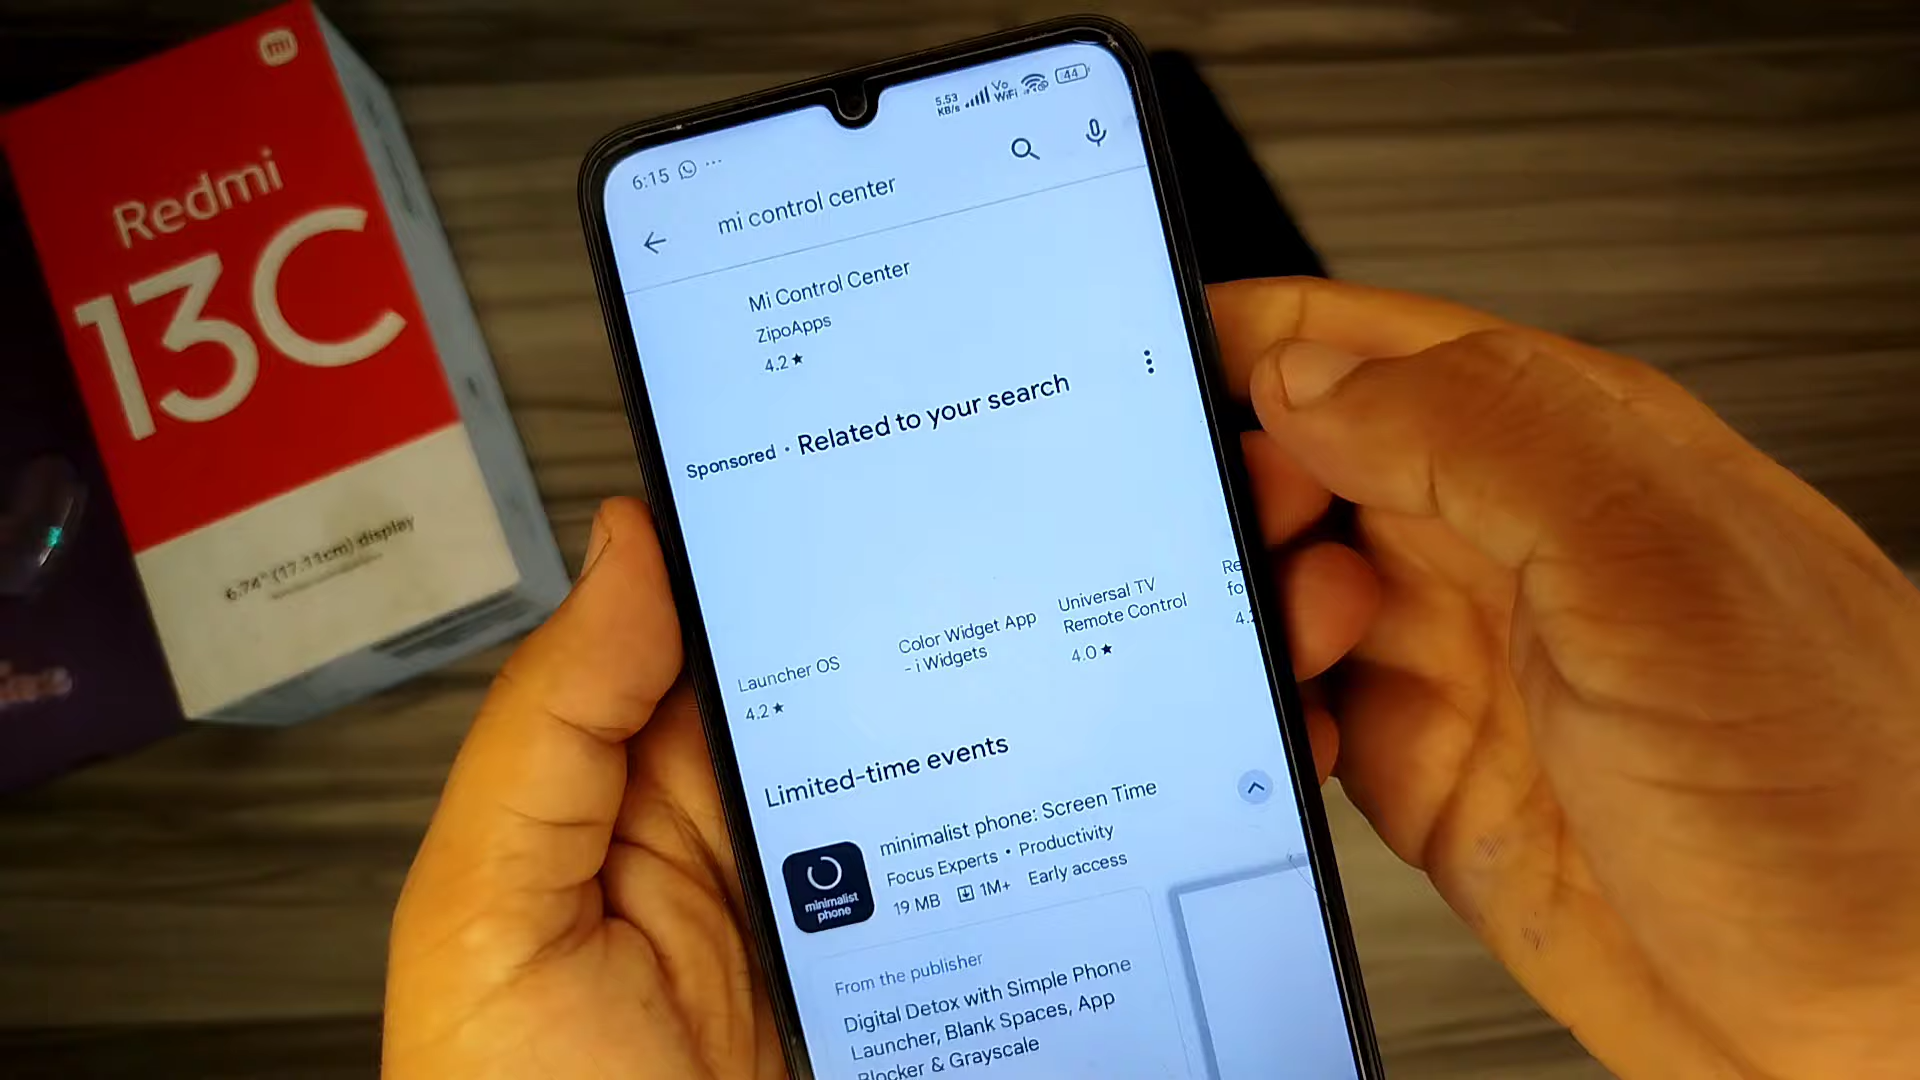 mi
Redmi
13C
6.74" (17.11cm) display
6:15
5.53
KB/s
Vo
WiFi
44
mi control center
Mi Control Center
ZipoApps
4.2★
Sponsored · Related to your search
Launcher OS
4.2★
Color Widget App
- i Widgets
Universal TV
Remote Control
4.0★
Re
fo
4.
Limited-time events
minimalist
phone
minimalist phone: Screen Time
Focus Experts • Productivity
19 MB 1M+ Early access
From the publisher
Digital Detox with Simple Phone
Launcher, Blank Spaces, App
Blocker & Grayscale